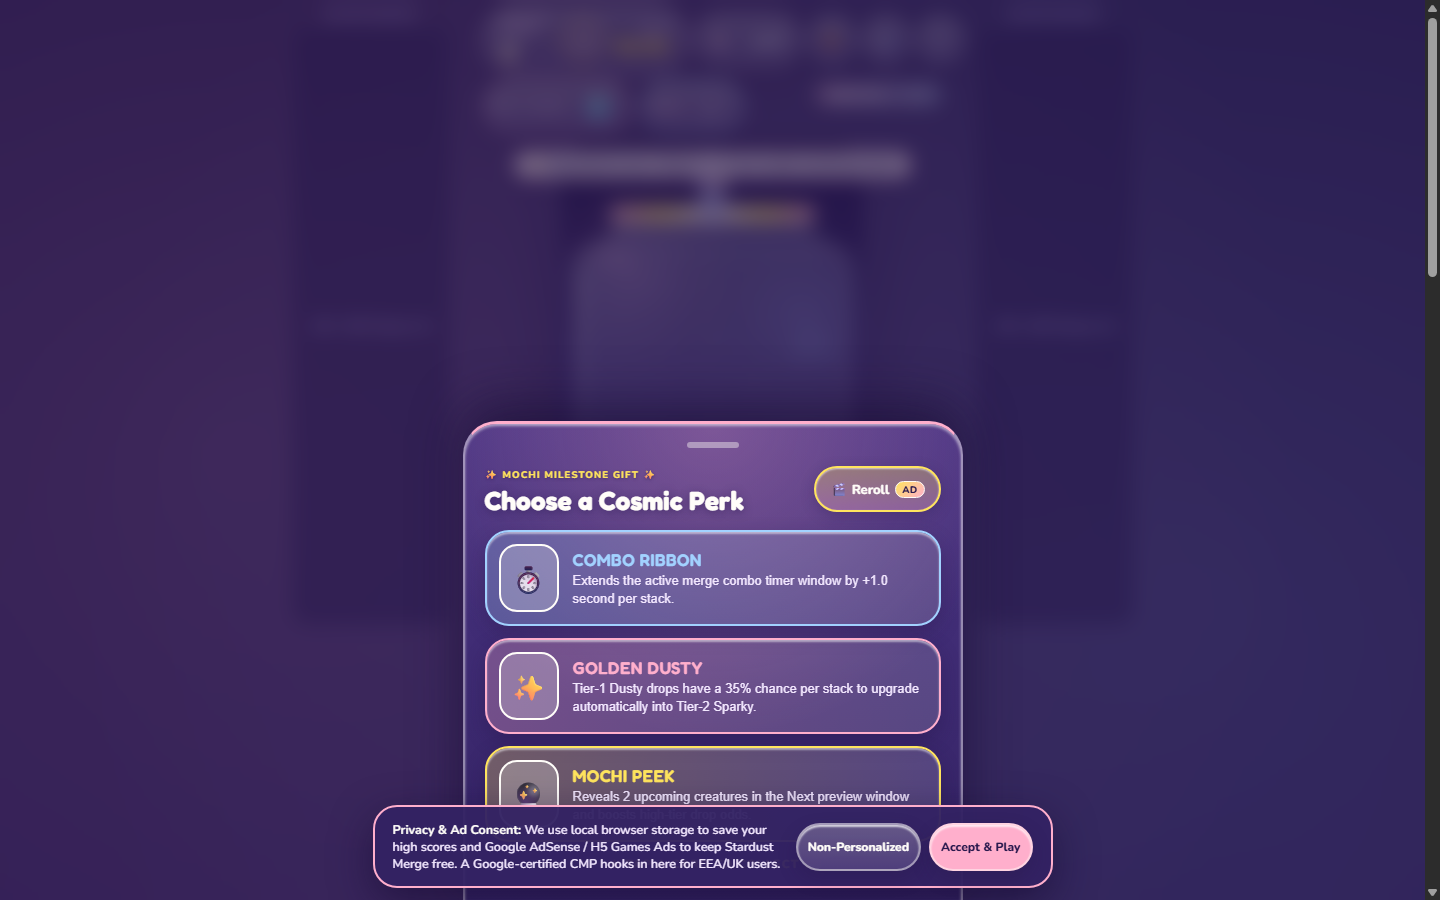 ✨ MOCHI MILESTONE GIFT ✨
Choose a Cosmic Perk
Reroll AD
COMBO RIBBON
Extends the active merge combo timer window by +1.0
second per stack.
GOLDEN DUSTY
Tier-1 Dusty drops have a 35% chance per stack to upgrade
automatically into Tier-2 Sparky.
MOCHI PEEK
Reveals 2 upcoming creatures in the Next preview window
Privacy & Ad Consent: We use local browser storage to save your
high scores and Google AdSense / H5 Games Ads to keep Stardust
Merge free. A Google-certified CMP hooks in here for EEA/UK users.
Non-Personalized
Accept & Play